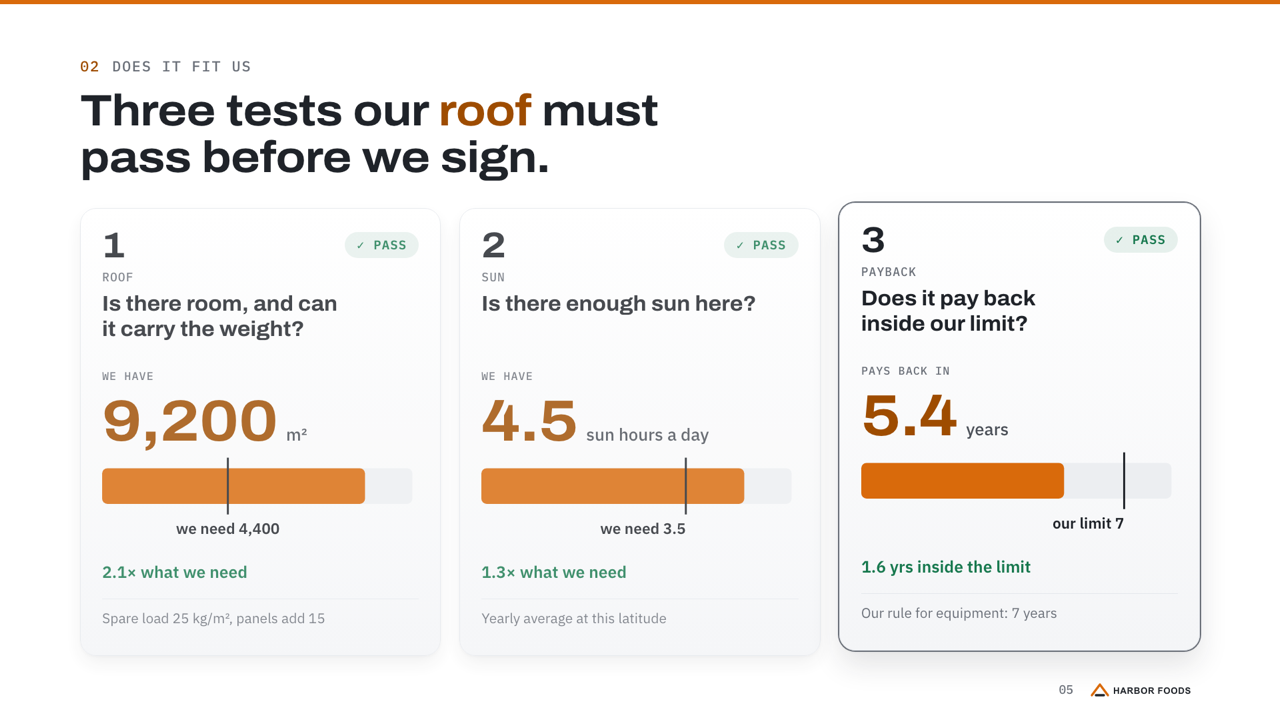 02 DOES IT FIT US
Three tests our roof must
pass before we sign.
1
✓ PASS
ROOF
Is there room, and can
it carry the weight?
WE HAVE
9,200 m²
we need 4,400
2.1× what we need
Spare load 25 kg/m², panels add 15
2
✓ PASS
SUN
Is there enough sun here?
WE HAVE
4.5 sun hours a day
we need 3.5
1.3× what we need
Yearly average at this latitude
3
✓ PASS
PAYBACK
Does it pay back
inside our limit?
PAYS BACK IN
5.4 years
our limit 7
1.6 yrs inside the limit
Our rule for equipment: 7 years
05
HARBOR FOODS